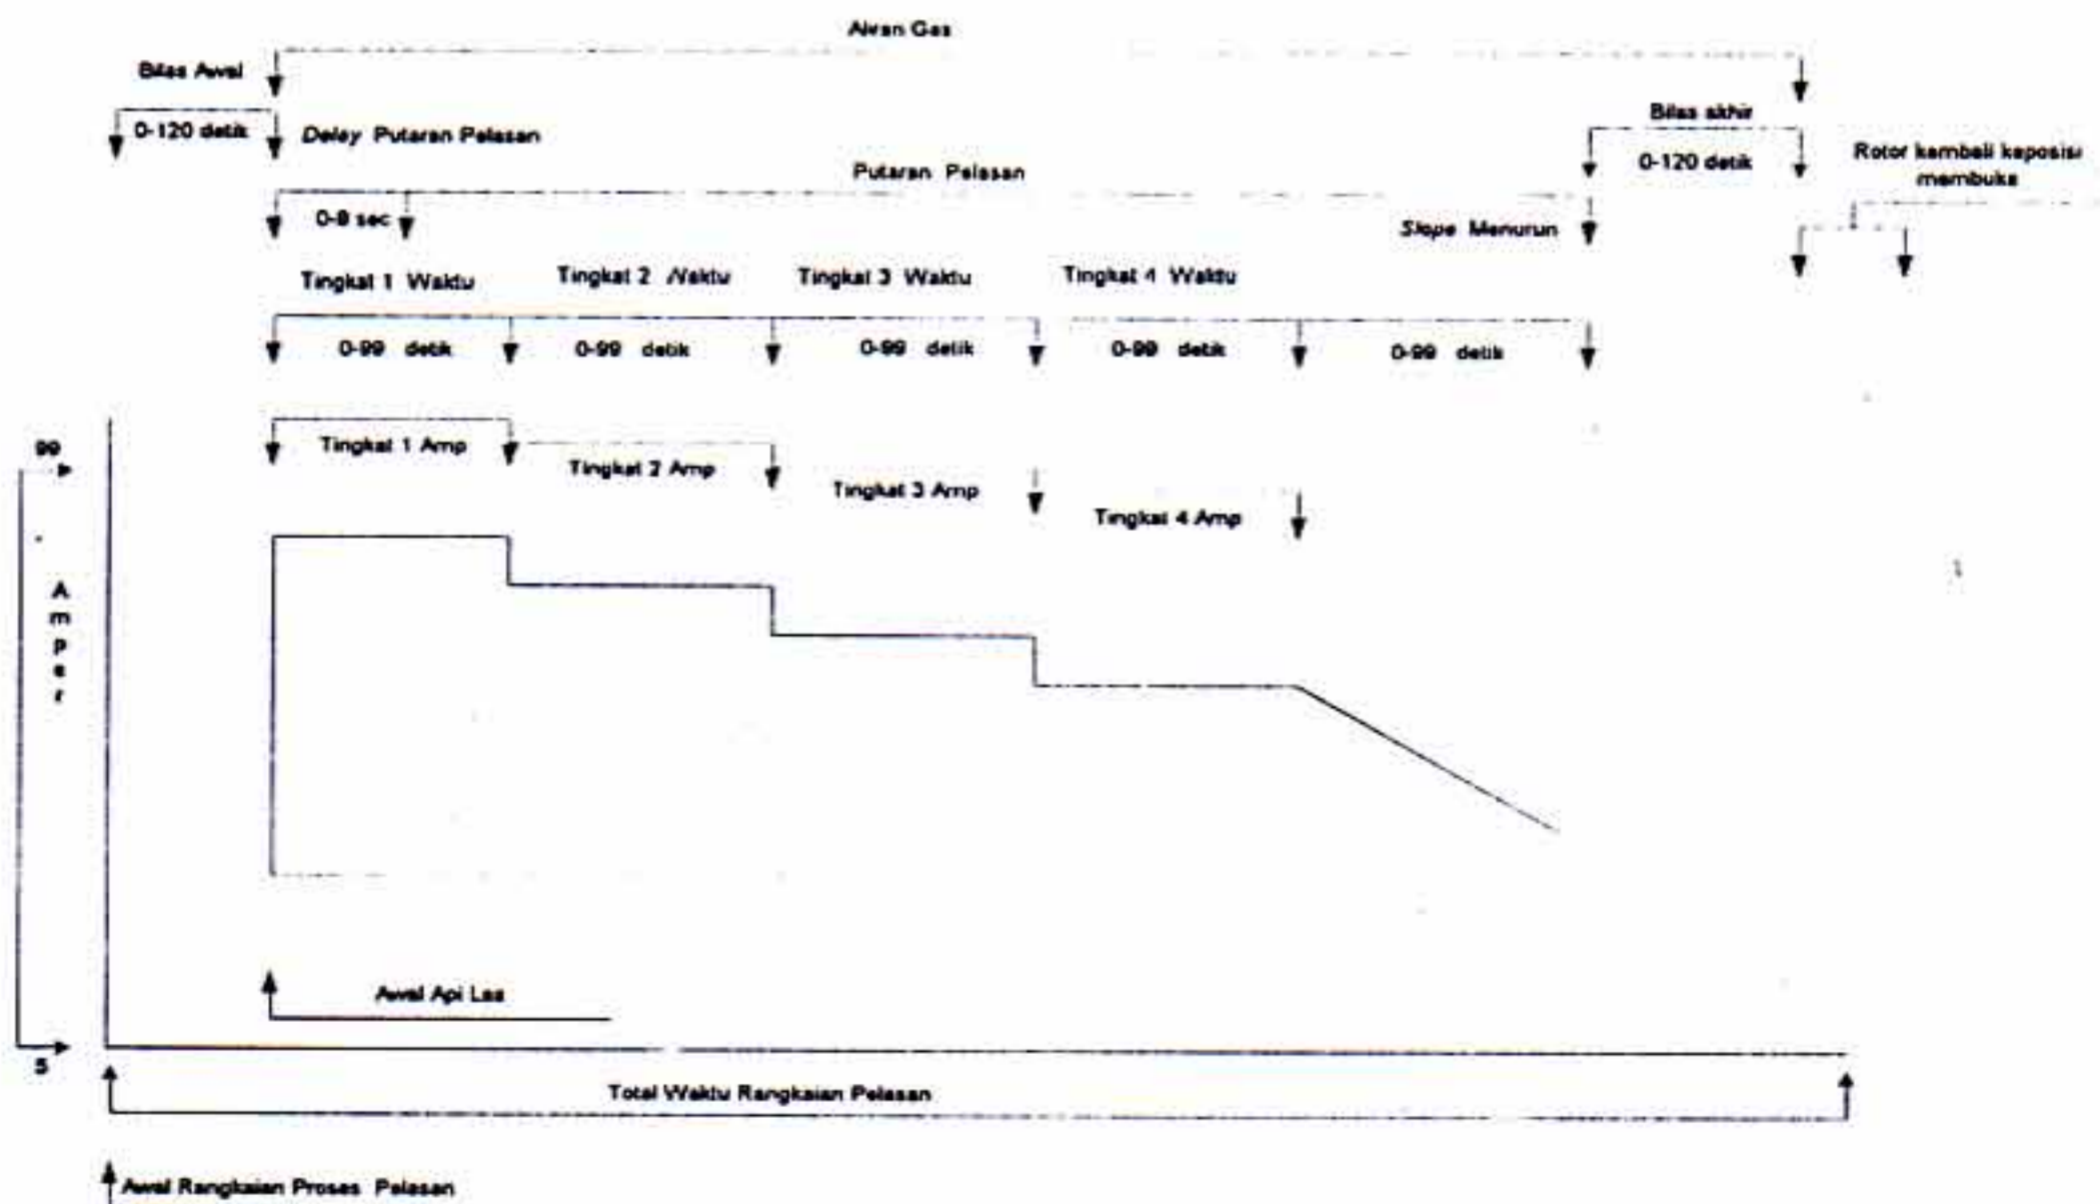 Aliran Gas
Bilas Awal
0-120 detik
Delay Putaran Pelasan
Putaran Pelasan
Bilas akhir
0-120 detik
Rotor kembali keposisi
membuka
0-8 sec
Slope Menurun
Tingkat 1 Waktu
Tingkat 2 Waktu
Tingkat 3 Waktu
Tingkat 4 Waktu
0-99 detik
0-99 detik
0-99 detik
0-99 detik
0-99 detik
99
Tingkat 1 Amp
Tingkat 2 Amp
Tingkat 3 Amp
Tingkat 4 Amp
Amper
Awal Api Las
5
Total Waktu Rangkaian Pelasan
Awal Rangkaian Proses Pelasan